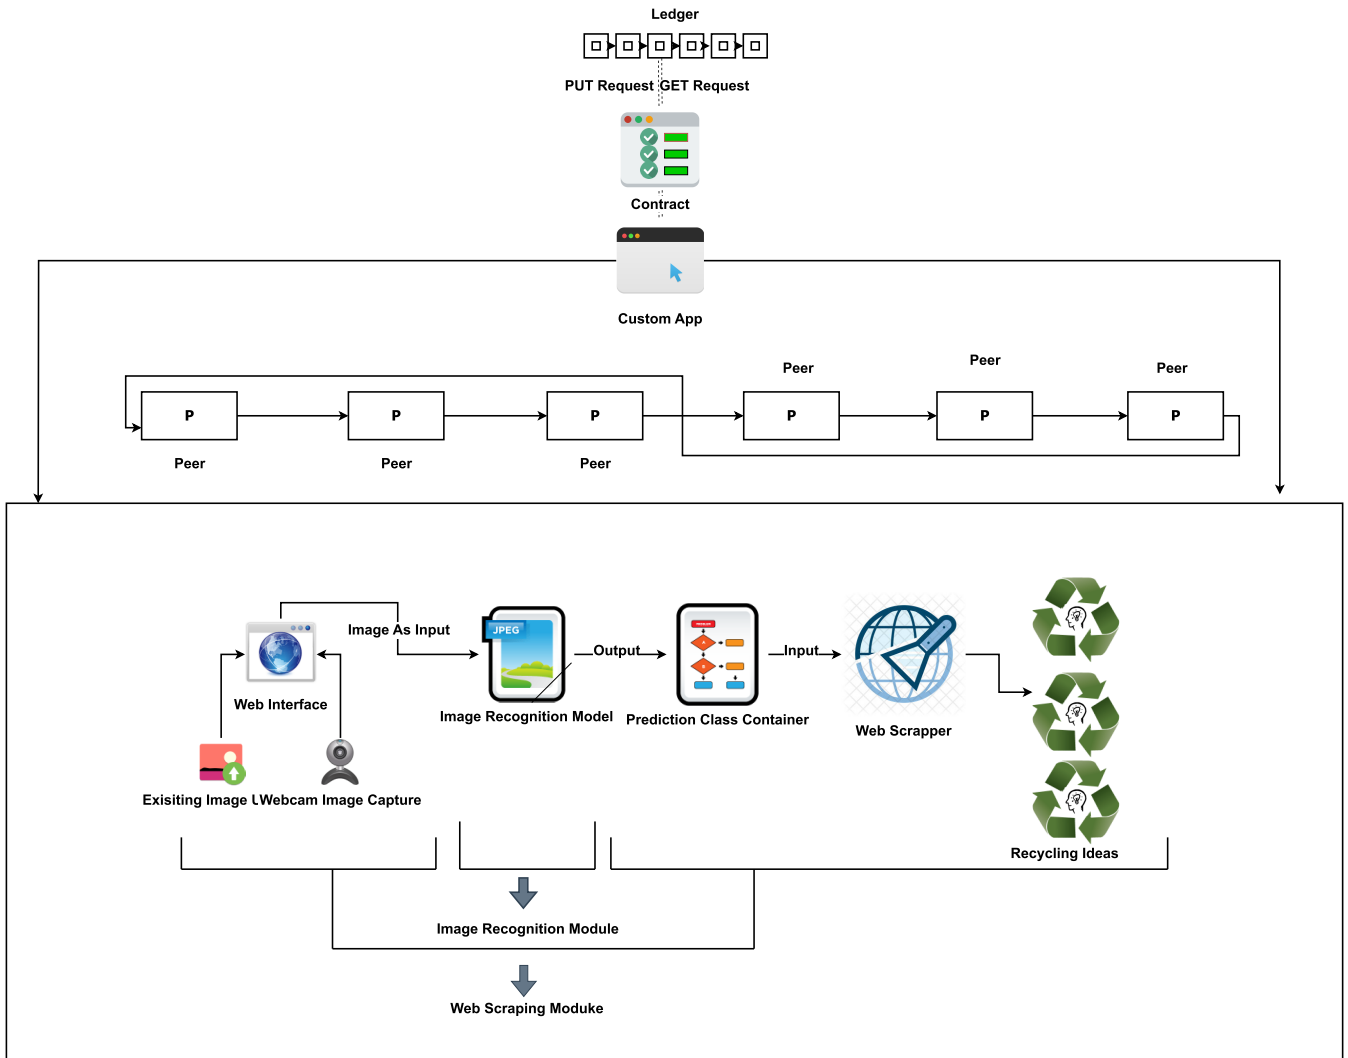 Ledger
PUT Request GET Request
Contract
Custom App
Peer
Peer
Peer
P
P
P
P
P
P
Peer
Peer
Peer
Image As Input
JPEG
Output
Input
Web Interface
Image Recognition Model
Prediction Class Container
Web Scrapper
Exisiting Image U
Webcam Image Capture
Recycling Ideas
Image Recognition Module
Web Scraping Moduke